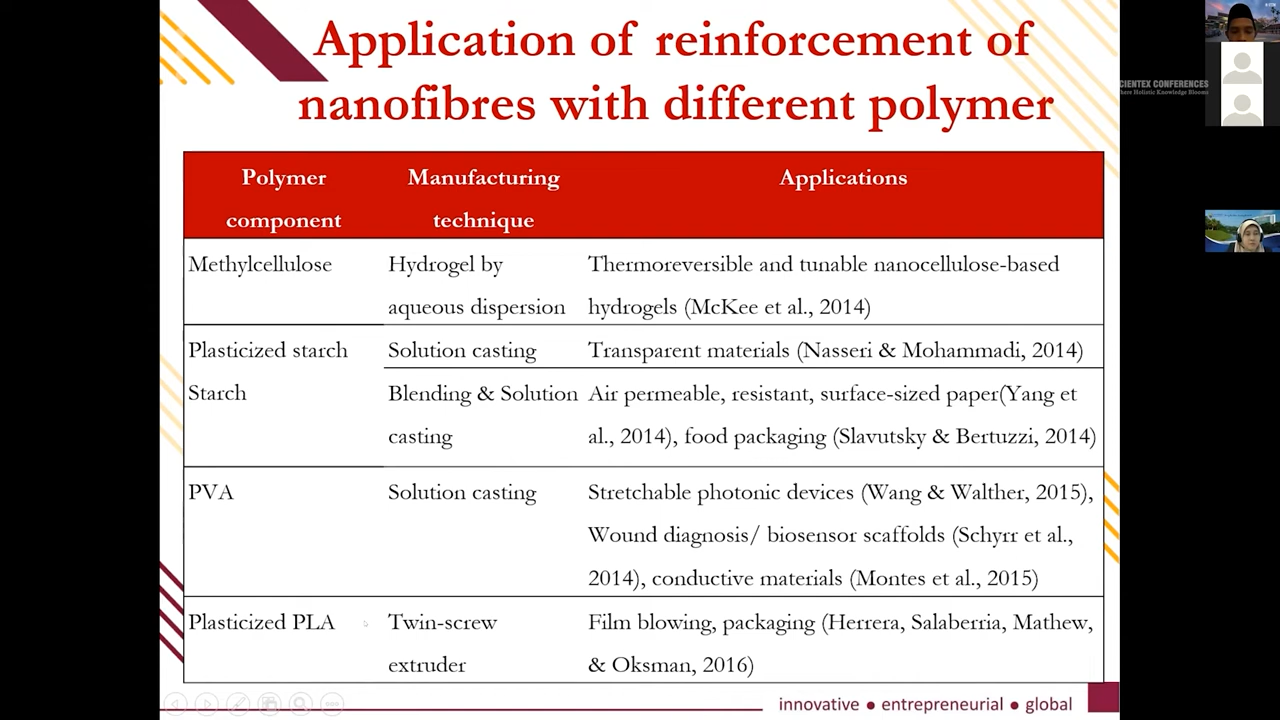 Application of reinforcement of
nanofibres with different polymer
CIENTEX CONFERENCES
here Holistic Knowledge Blooms
Polymer component
Manufacturing technique
Applications
Methylcellulose
Hydrogel by
aqueous dispersion
Thermoreversible and tunable nanocellulose-based
hydrogels (McKee et al., 2014)
Plasticized starch
Solution casting
Transparent materials (Nasseri & Mohammadi, 2014)
Starch
Blending & Solution
casting
Air permeable, resistant, surface-sized paper(Yang et
al., 2014), food packaging (Slavutsky & Bertuzzi, 2014)
PVA
Solution casting
Stretchable photonic devices (Wang & Walther, 2015),
Wound diagnosis/ biosensor scaffolds (Schyrr et al.,
2014), conductive materials (Montes et al., 2015)
Plasticized PLA
Twin-screw
extruder
Film blowing, packaging (Herrera, Salaberria, Mathew,
& Oksman, 2016)
innovative ● entrepreneurial ● global